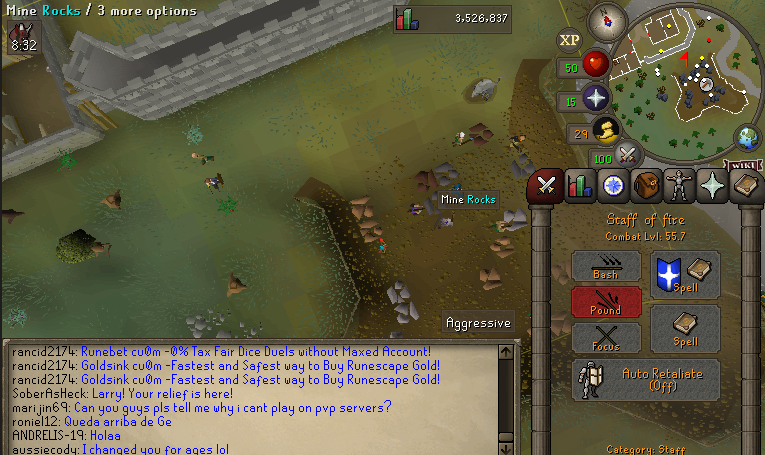 Mine Rocks / 3 more options
8:32
3,526,837
XP
50
15
29
100
WIKI
Mine Rocks
Aggressive
Staff of fire
Combat Lvl: 55.7
Bash
Spell
Pound
Spell
Focus
Auto Retaliate
(Off)
Category: Staff
rancid2174: Runebet cu0m -0% Tax Fair Dice Duels without Maxed Account!
rancid2174: Goldsink cu0m -Fastest and Safest way to Buy Runescape Gold!
rancid2174: Goldsink cu0m -Fastest and Safest way to Buy Runescape Gold!
SoberAsHeck: Larry! Your relief is here!
marijin69: Can you guys pls tell me why i cant play on pvp servers?
roniel12: Queda arriba de Ge
ANDRELIS-19: Holaa
aussiecody: I changed you for ages lol